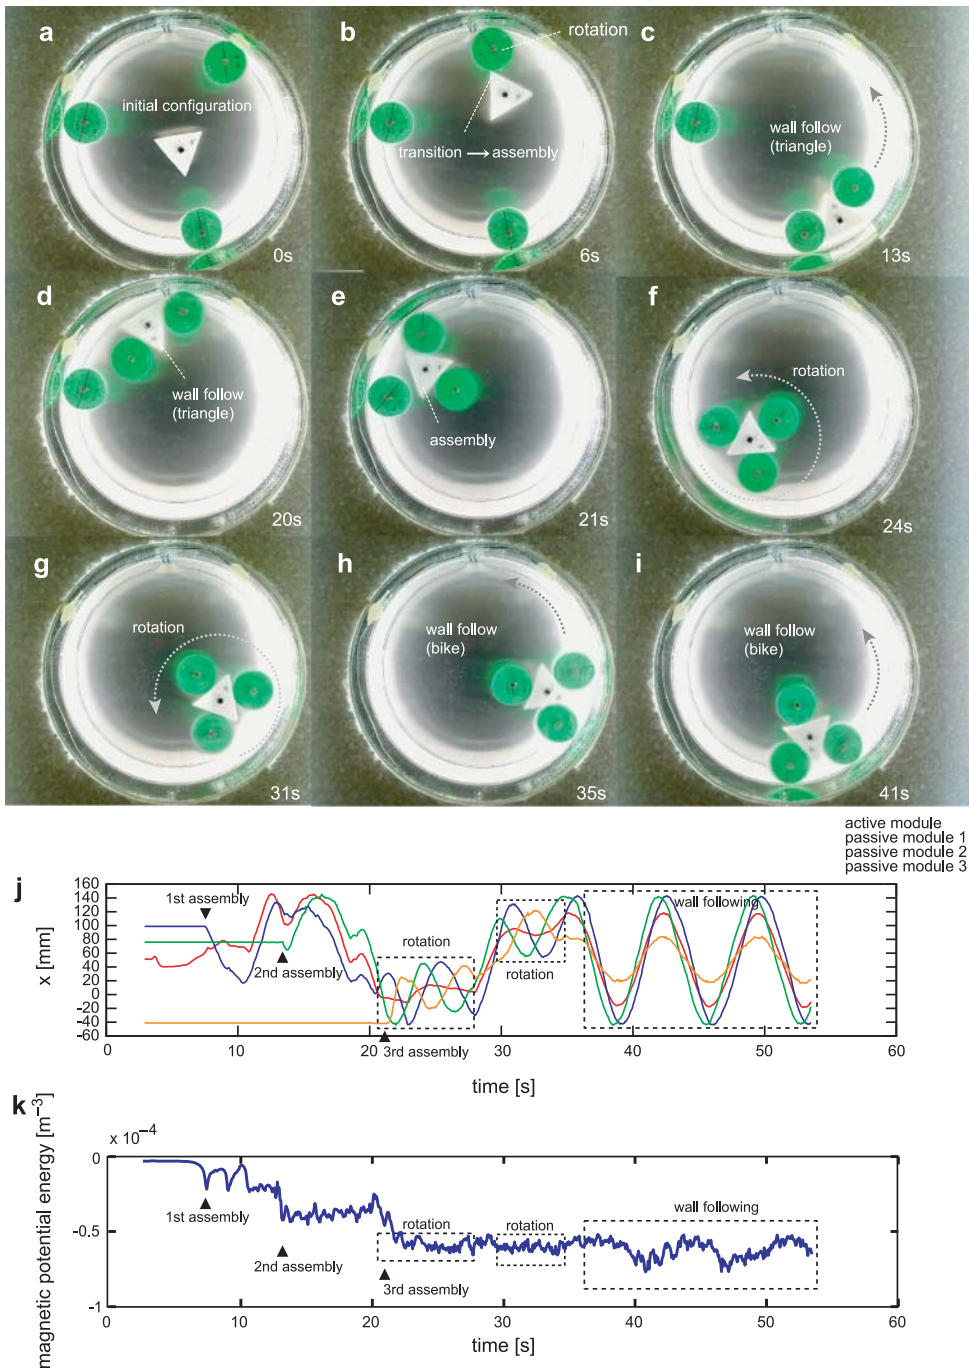 a
initial configuration
0s
b
rotation
transition → assembly
6s
c
wall follow
(triangle)
13s
d
wall follow
(triangle)
20s
e
assembly
21s
f
rotation
24s
g
rotation
31s
h
wall follow
(bike)
35s
i
wall follow
(bike)
41s
active module
passive module 1
passive module 2
passive module 3
j
x [mm]
160
140
120
100
80
60
40
20
0
-20
-40
-60
1st assembly
2nd assembly
3rd assembly
rotation
rotation
wall following
0
10
20
30
40
50
60
time [s]
k
magnetic potential energy [m⁻³]
x 10⁻⁴
0
-0.5
-1
1st assembly
2nd assembly
3rd assembly
rotation
rotation
wall following
0
10
20
30
40
50
60
time [s]